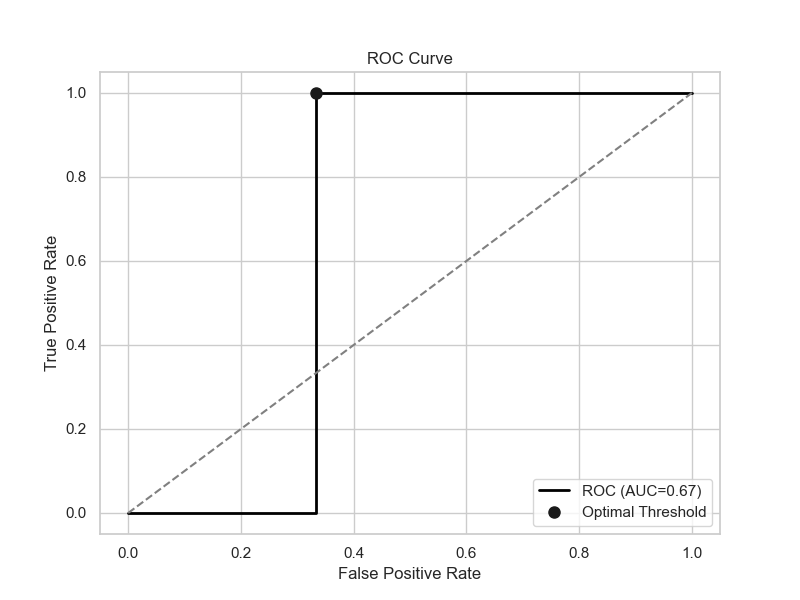 ROC Curve
True Positive Rate
1.0
0.8
0.6
0.4
0.2
0.0
ROC (AUC=0.67)
Optimal Threshold
0.0 0.2 0.4 0.6 0.8 1.0
False Positive Rate